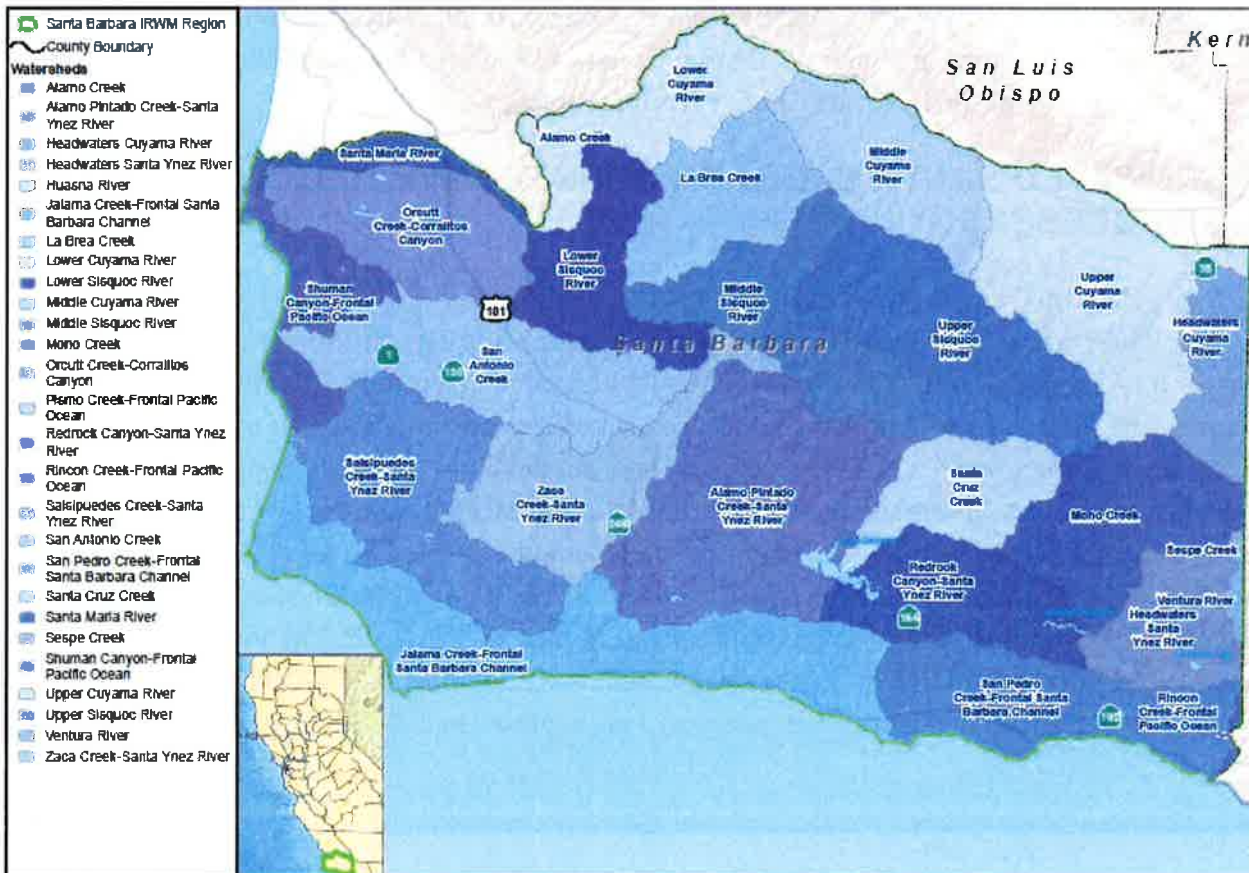 Santa Barbara IRWM Region
County Boundary
Watersheds
Alamo Creek
Alamo Pintado Creek-Santa
Ynez River
Headwaters Cuyama River
Headwaters Santa Ynez River
Huasna River
Jalama Creek-Frontal Santa
Barbara Channel
La Brea Creek
Lower Cuyama River
Lower Sisquoc River
Middle Cuyama River
Middle Sisquoc River
Mono Creek
Orcutt Creek-Corralitos
Canyon
Pismo Creek-Frontal Pacific
Ocean
Redrock Canyon-Santa Ynez
River
Rincon Creek-Frontal Pacific
Ocean
Salsipuedes Creek-Santa
Ynez River
San Antonio Creek
San Pedro Creek-Frontal
Santa Barbara Channel
Santa Cruz Creek
Santa Maria River
Sespe Creek
Shuman Canyon-Frontal
Pacific Ocean
Upper Cuyama River
Upper Sisquoc River
Ventura River
Zaca Creek-Santa Ynez River
Kern
San Luis
Obispo
Lower
Cuyama
River
Alamo Creek
Santa Maria River
La Brea Creek
Middle
Cuyama
River
Orcutt
Creek-Corralitos
Canyon
Lower
Sisquoc
River
Shuman
Canyon-Frontal
Pacific Ocean
101
Middle
Sisquoc
River
Santa Barbara
Upper
Sisquoc
River
Upper
Cuyama
River
Headwaters
Cuyama
River
1
San
Antonio
Creek
Salsipuedes
Creek-Santa
Ynez River
Zaca
Creek-Santa
Ynez River
246
Alamo Pintado
Creek-Santa
Ynez River
Santa
Cruz
Creek
Mono Creek
Sespe Creek
Redrock
Canyon-Santa
Ynez River
Ventura River
Headwaters
Santa
Ynez River
Jalama Creek-Frontal
Santa Barbara Channel
San Pedro
Creek-Frontal Santa
Barbara Channel
192
Rincon
Creek-Frontal
Pacific Ocean